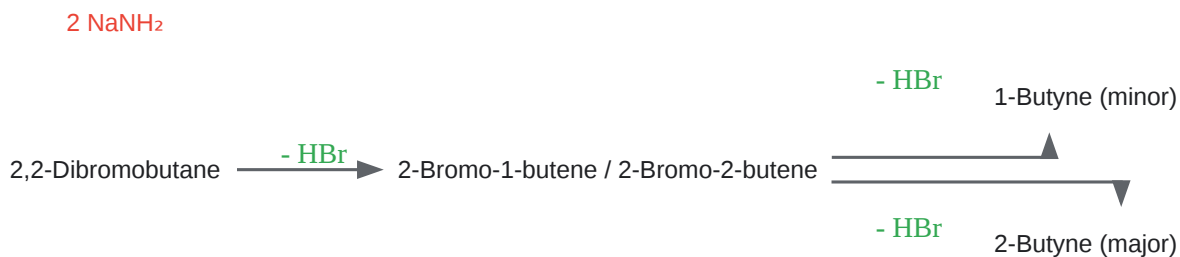 2 NaNH₂
- HBr
1-Butyne (minor)
2,2-Dibromobutane
- HBr
2-Bromo-1-butene / 2-Bromo-2-butene
- HBr
2-Butyne (major)